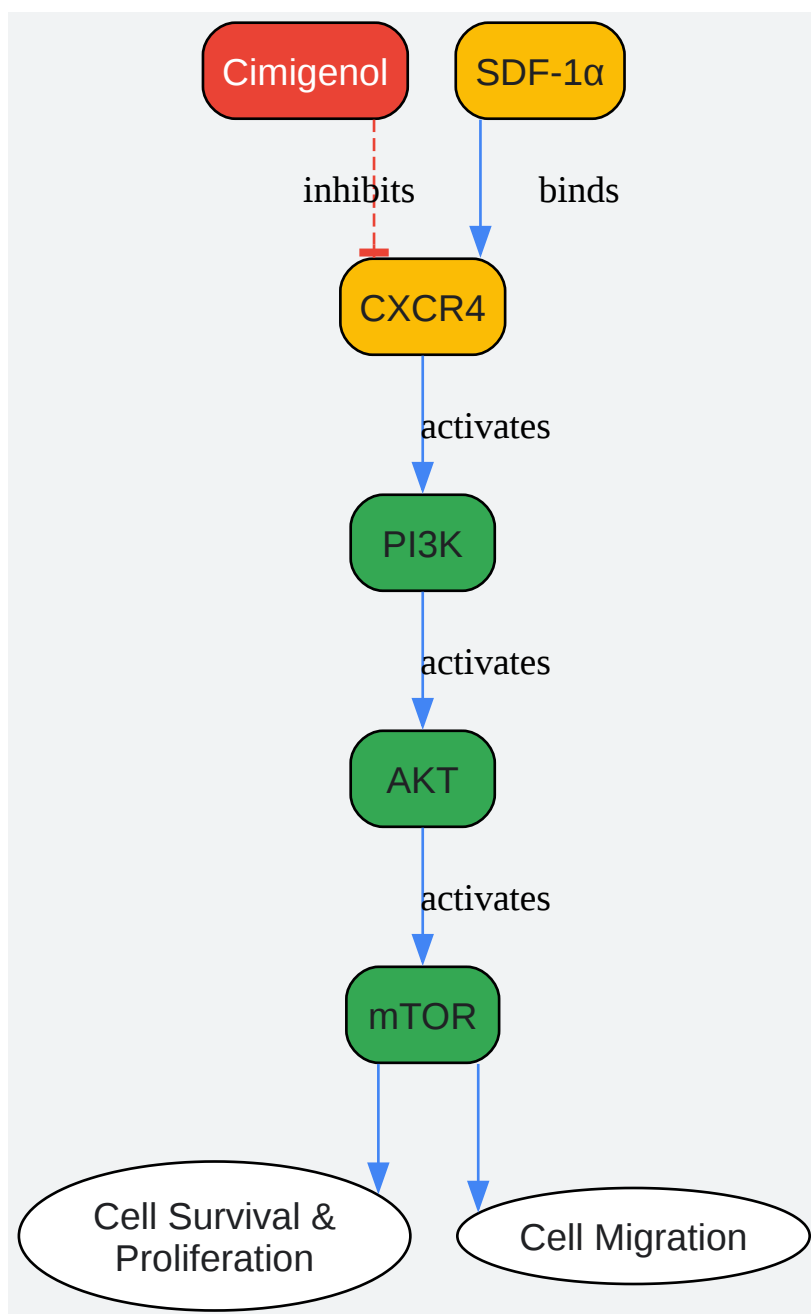 Cimigenol
SDF-1α
inhibits
binds
CXCR4
activates
PI3K
activates
AKT
activates
mTOR
Cell Survival &
Proliferation
Cell Migration